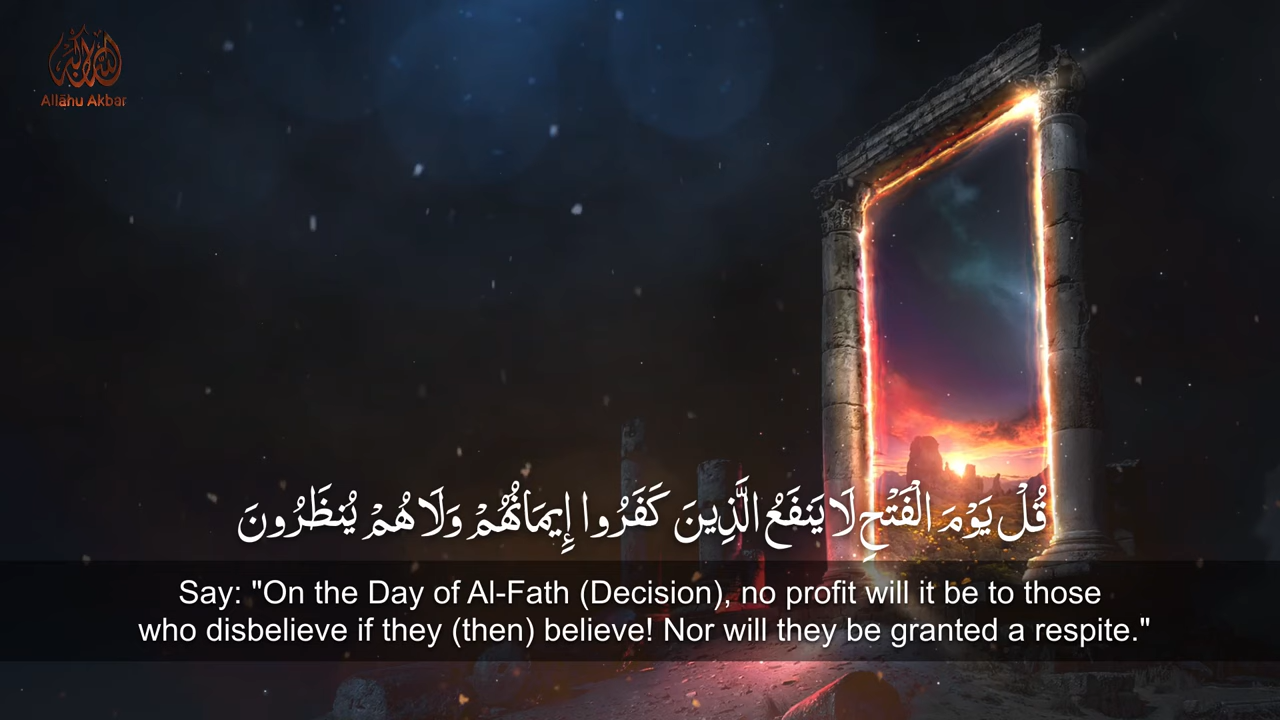 الله أكبر
Allāhu Akbar
قُلْ يَوْمَ الْفَتْحِ لَا يَنفَعُ الَّذِينَ كَفَرُوا إِيمَانُهُمْ وَلَا هُمْ يُنظَرُونَ
Say: "On the Day of Al-Fath (Decision), no profit will it be to those
who disbelieve if they (then) believe! Nor will they be granted a respite."